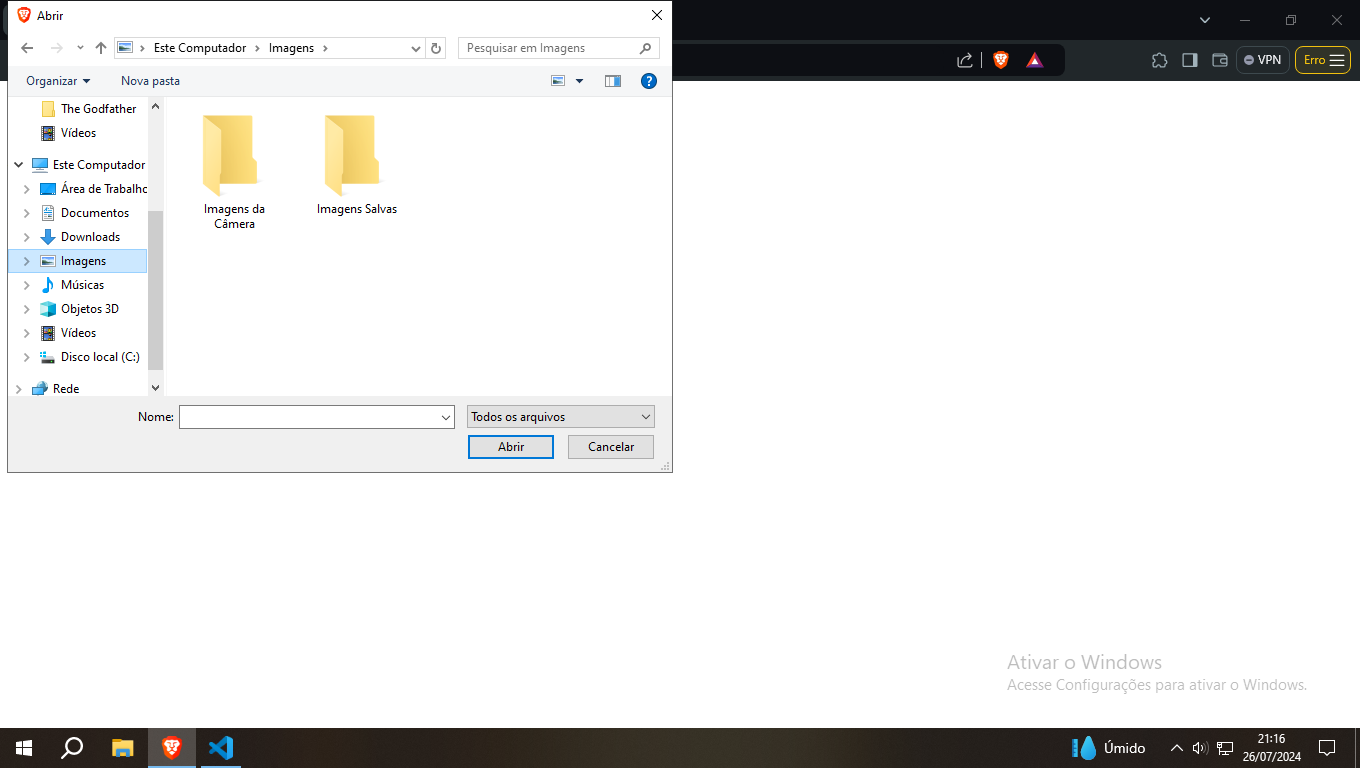 Abrir
Este Computador
Imagens
Pesquisar em Imagens
VPN
Erro
Organizar
Nova pasta
The Godfather
Vídeos
Este Computador
Área de Trabalho
Documentos
Downloads
Imagens
Músicas
Objetos 3D
Vídeos
Disco local (C:)
Rede
Imagens da
Câmera
Imagens Salvas
Nome:
Todos os arquivos
Abrir
Cancelar
Ativar o Windows
Acesse Configurações para ativar o Windows.
Úmido
21:16
26/07/2024